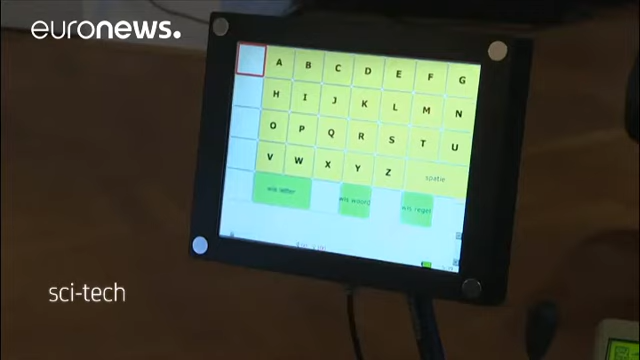 euronews.
A B C D E F G
H I J K L M N
O P Q R S T U
V W X Y Z spatie
wis letter wis woord wis regel
sci-tech